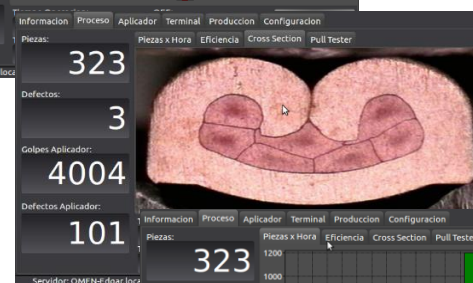 Informacion Proceso Aplicador Terminal Produccion Configuracion
Piezas:
323
Defectos:
3
Golpes Aplicador:
4004
Defectos Aplicador:
101
Piezas x Hora Eficiencia Cross Section Pull Tester
Informacion Proceso Aplicador Terminal Produccion Configuracion
Piezas:
323
Piezas x Hora Eficiencia Cross Section Pull Teste
1200
1000